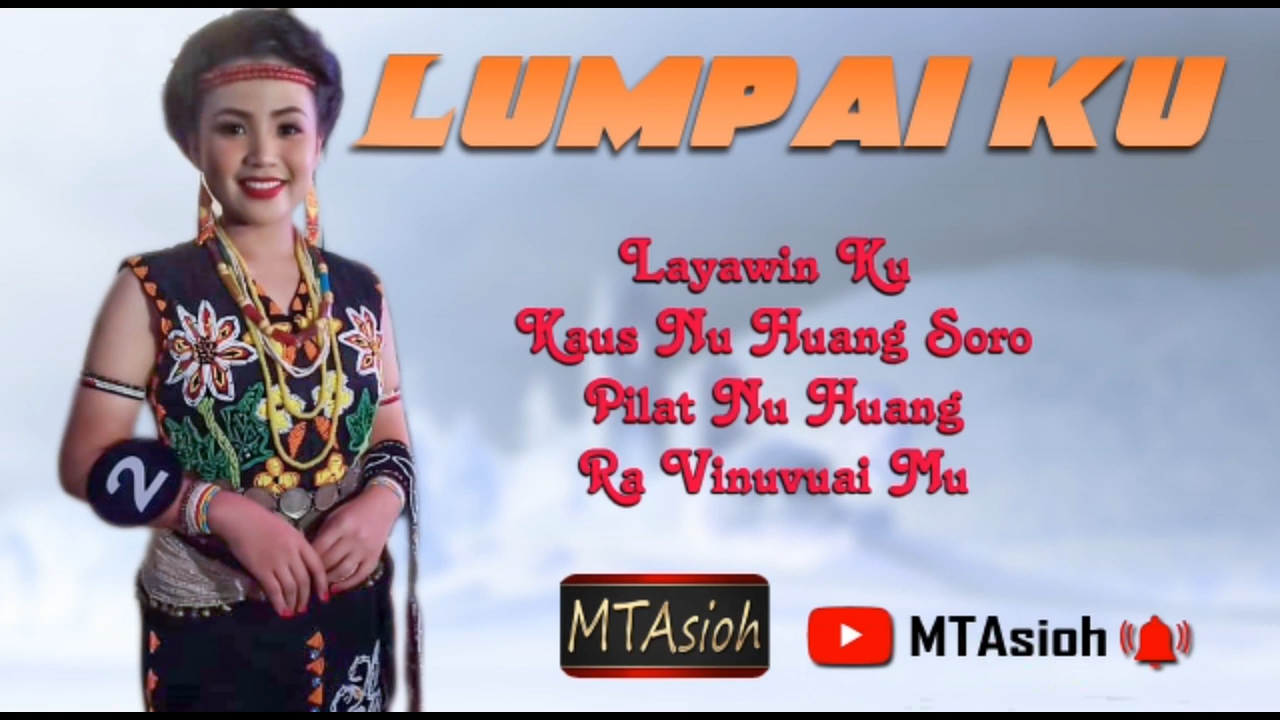 LUMPAI KU
Layawin Ku
Kaus Nu Huang Soro
Pilat Nu Huang
Ra Vinuvuai Mu
2
MTAsioh
MTAsioh